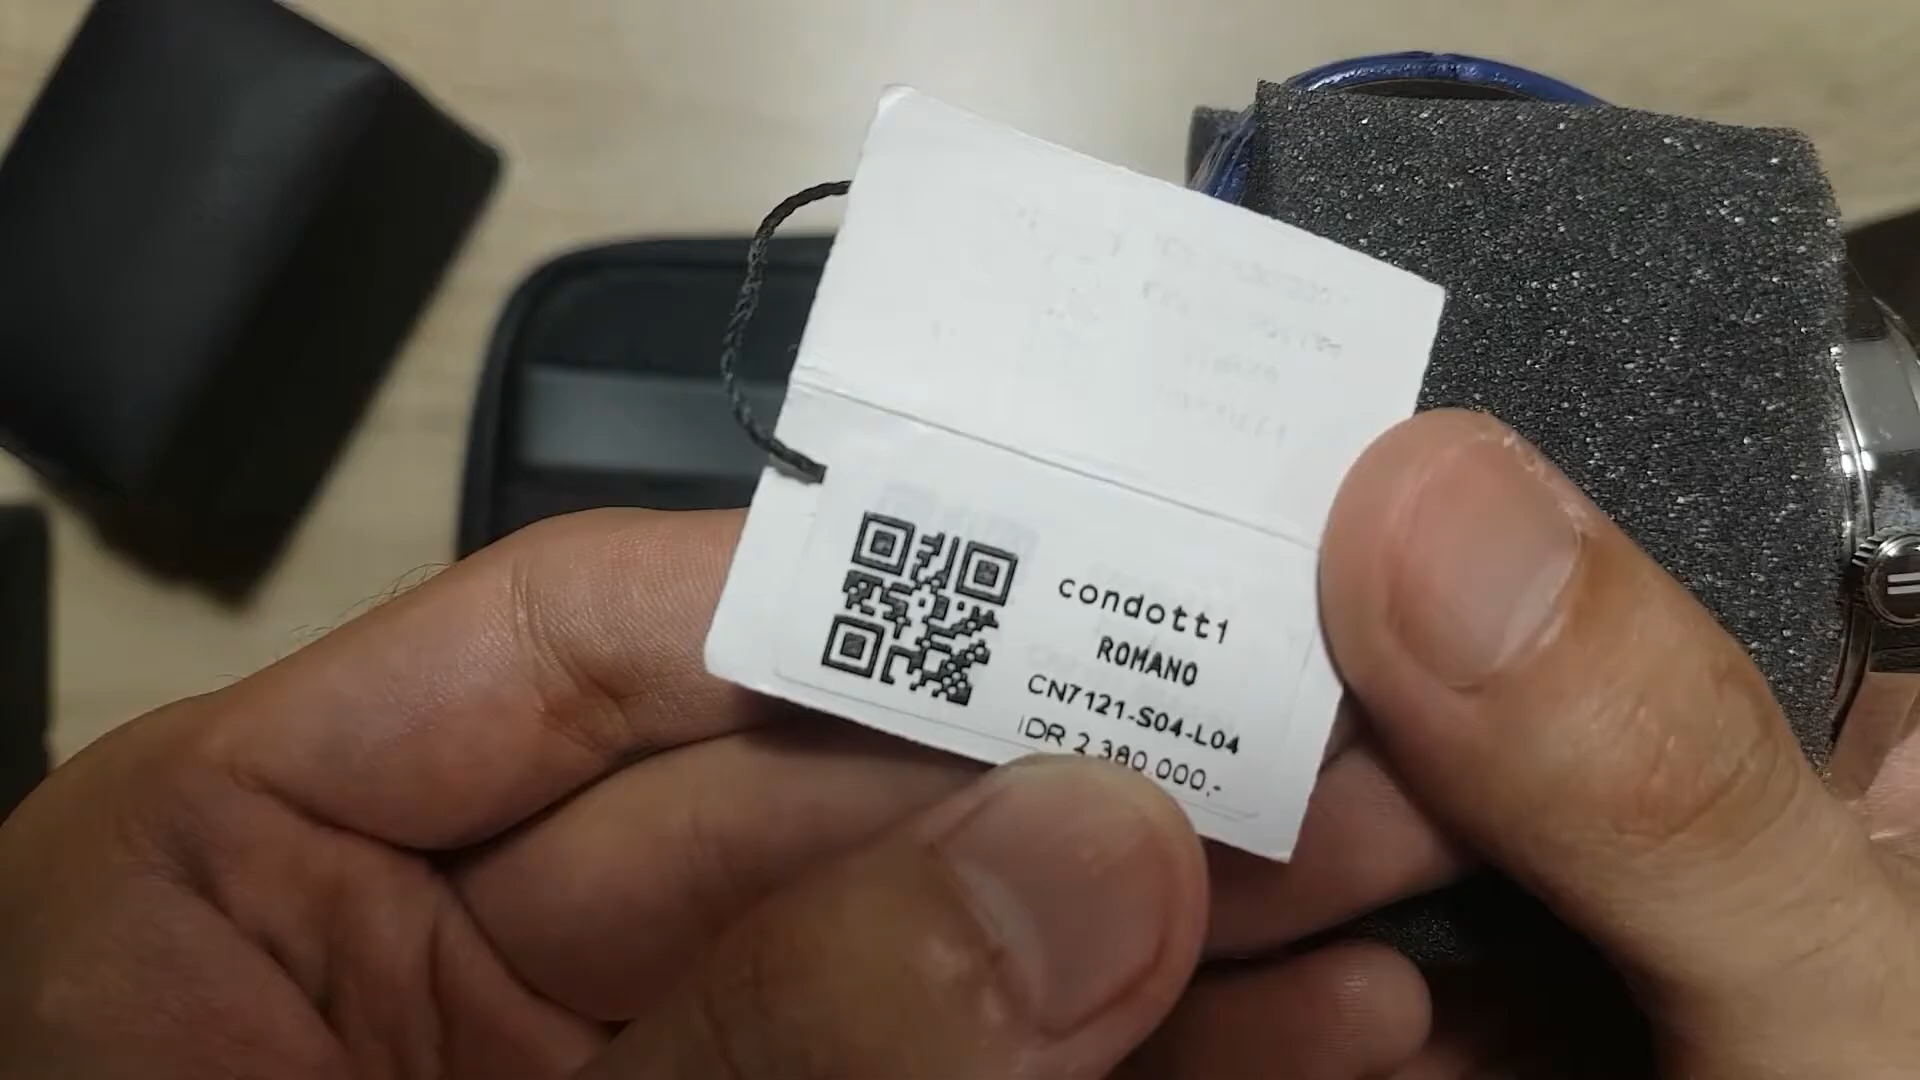 condotti
ROMANO
CN7121-S04-L04
IDR 2.380.000,-